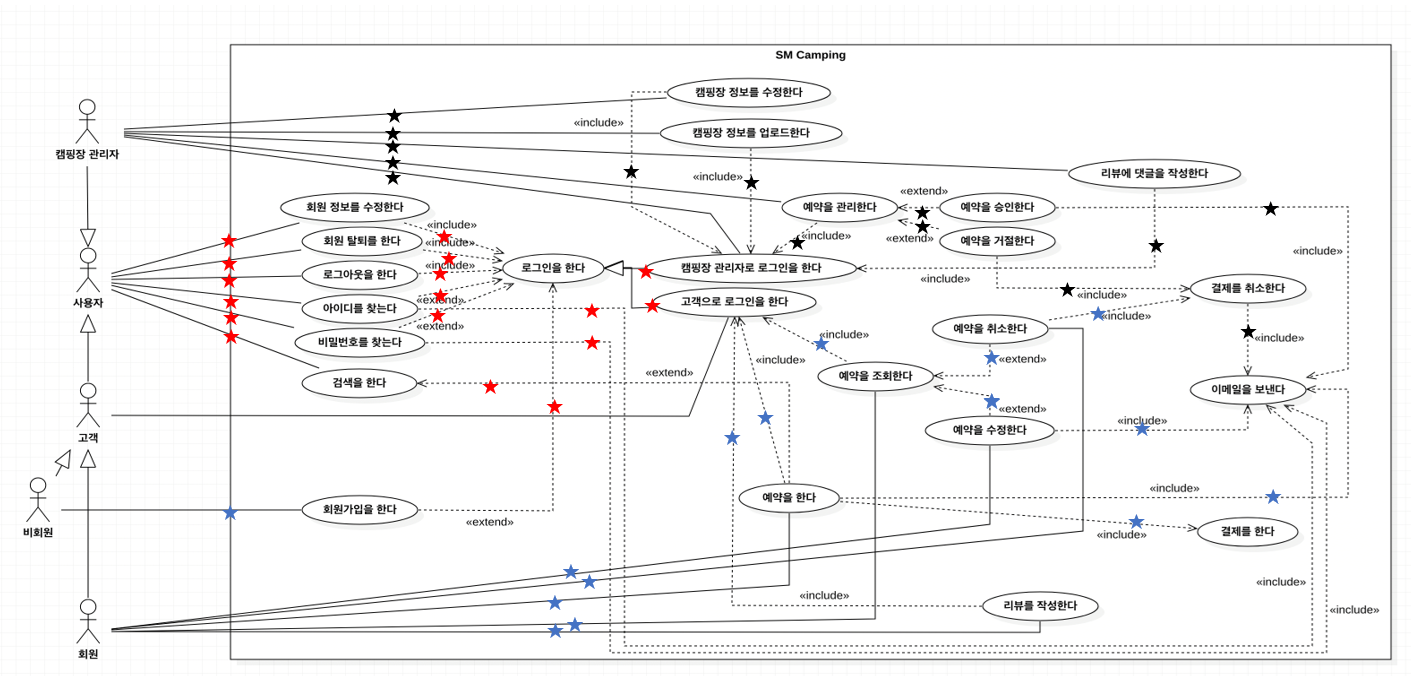 SM Camping
캠핑장 정보를 수정한다
«include»
캠핑장 정보를 업로드한다
캠핑장 관리자
리뷰에 댓글을 작성한다
«include»
«extend»
회원 정보를 수정한다
예약을 관리한다
예약을 승인한다
«include»
«include»
«extend»
회원 탈퇴를 한다
«include»
예약을 거절한다
«include»
로그아웃을 한다
«include»
로그인을 한다
캠핑장 관리자로 로그인을 한다
«include»
사용자
결제를 취소한다
«include»
아이디를 찾는다
«extend»
고객으로 로그인을 한다
«include»
비밀번호를 찾는다
«extend»
예약을 취소한다
«include»
«include»
«include»
«extend»
«extend»
검색을 한다
예약을 조회한다
이메일을 보낸다
«extend»
고객
«include»
예약을 수정한다
«include»
예약을 한다
비회원
회원가입을 한다
«extend»
«include»
결제를 한다
«include»
«include»
리뷰를 작성한다
«include»
회원